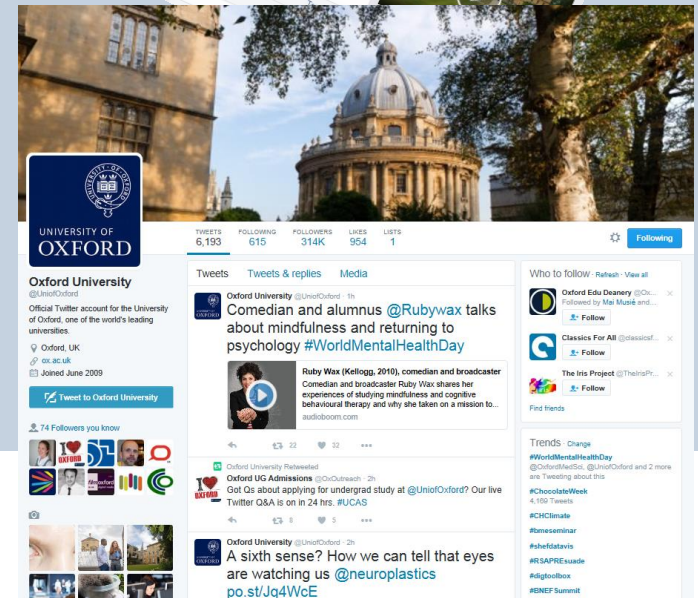 UNIVERSITY OF
OXFORD
TWEETS
6,193
FOLLOWING
615
FOLLOWERS
314K
LIKES
954
LISTS
1
Following
Oxford University
@UniofOxford
Official Twitter account for the University
of Oxford, one of the world's leading
universities.
Oxford, UK
ox.ac.uk
Joined June 2009
Tweet to Oxford University
74 Followers you know
Tweets
Tweets & replies
Media
Oxford University @UniofOxford · 1h
Comedian and alumnus @Rubywax talks
about mindfulness and returning to
psychology #WorldMentalHealthDay
Ruby Wax (Kellogg, 2010), comedian and broadcaster
Comedian and broadcaster Ruby Wax shares her
experiences of studying mindfulness and cognitive
behavioural therapy and why she taken on a mission to...
audioboom.com
22
32
Oxford University Retweeted
Oxford UG Admissions @OxOutreach · 2h
Got Qs about applying for undergrad study at @UniofOxford? Our live
Twitter Q&A is on in 24 hrs. #UCAS
8
5
Oxford University @UniofOxford · 2h
A sixth sense? How we can tell that eyes
are watching us @neuroplastics
po.st/Jq4WcE
Who to follow · Refresh · View all
Oxford Edu Deanery @Ox...
Followed by Mai Musié and...
Follow
Classics For All @classicsf...
Follow
The Iris Project @TheIrisPr...
Follow
Find friends
Trends · Change
#WorldMentalHealthDay
@OxfordMedSci, @UniofOxford and 2 more
are Tweeting about this
#ChocolateWeek
4,169 Tweets
#CHClimate
#bmeseminar
#shefdatavis
#RSAPREsuade
#digtoolbox
#BNEFSummit